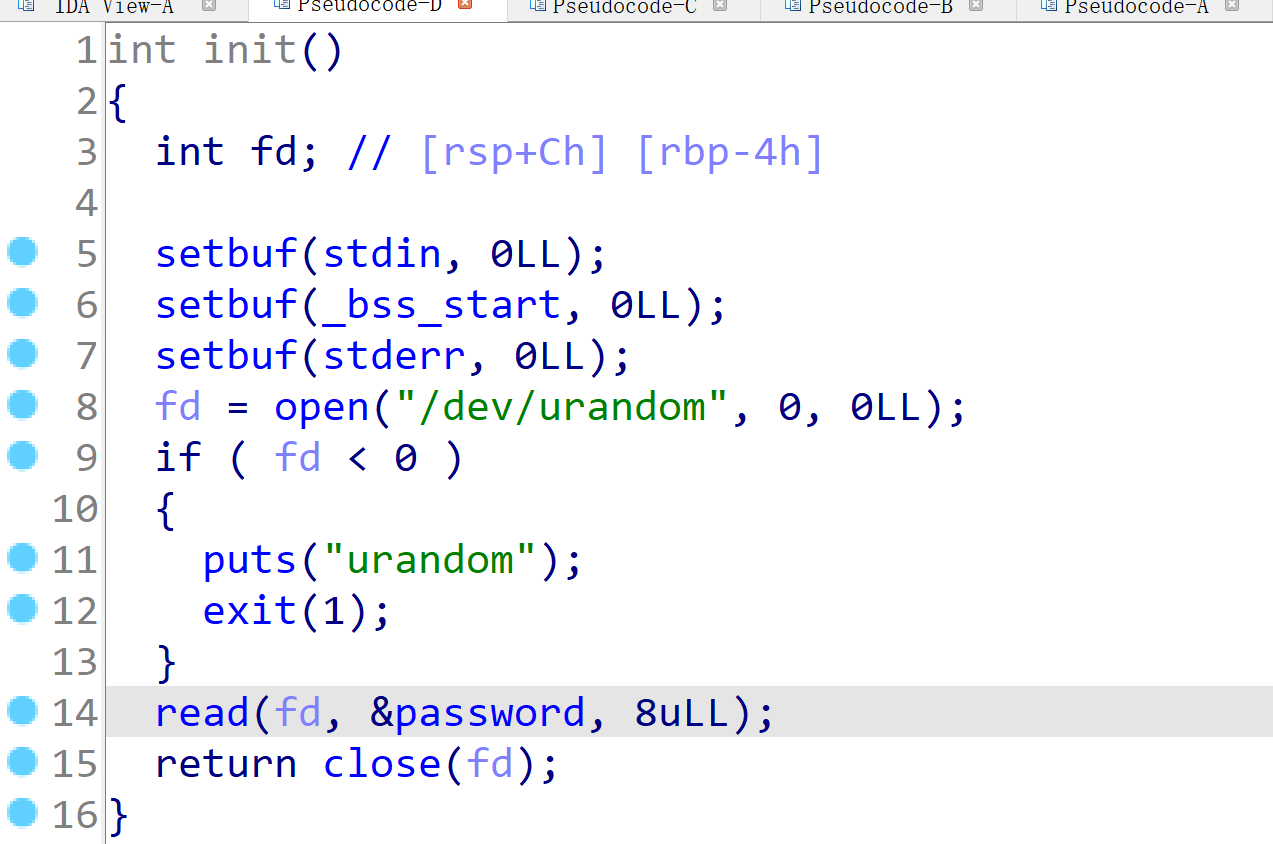 IDA View-A Pseudocode-D Pseudocode-C Pseudocode-B Pseudocode-A
1 int init()
2 {
3   int fd; // [rsp+Ch] [rbp-4h]
4
5   setbuf(stdin, 0LL);
6   setbuf(_bss_start, 0LL);
7   setbuf(stderr, 0LL);
8   fd = open("/dev/urandom", 0, 0LL);
9   if ( fd < 0 )
10   {
11     puts("urandom");
12     exit(1);
13   }
14   read(fd, &password, 8uLL);
15   return close(fd);
16 }